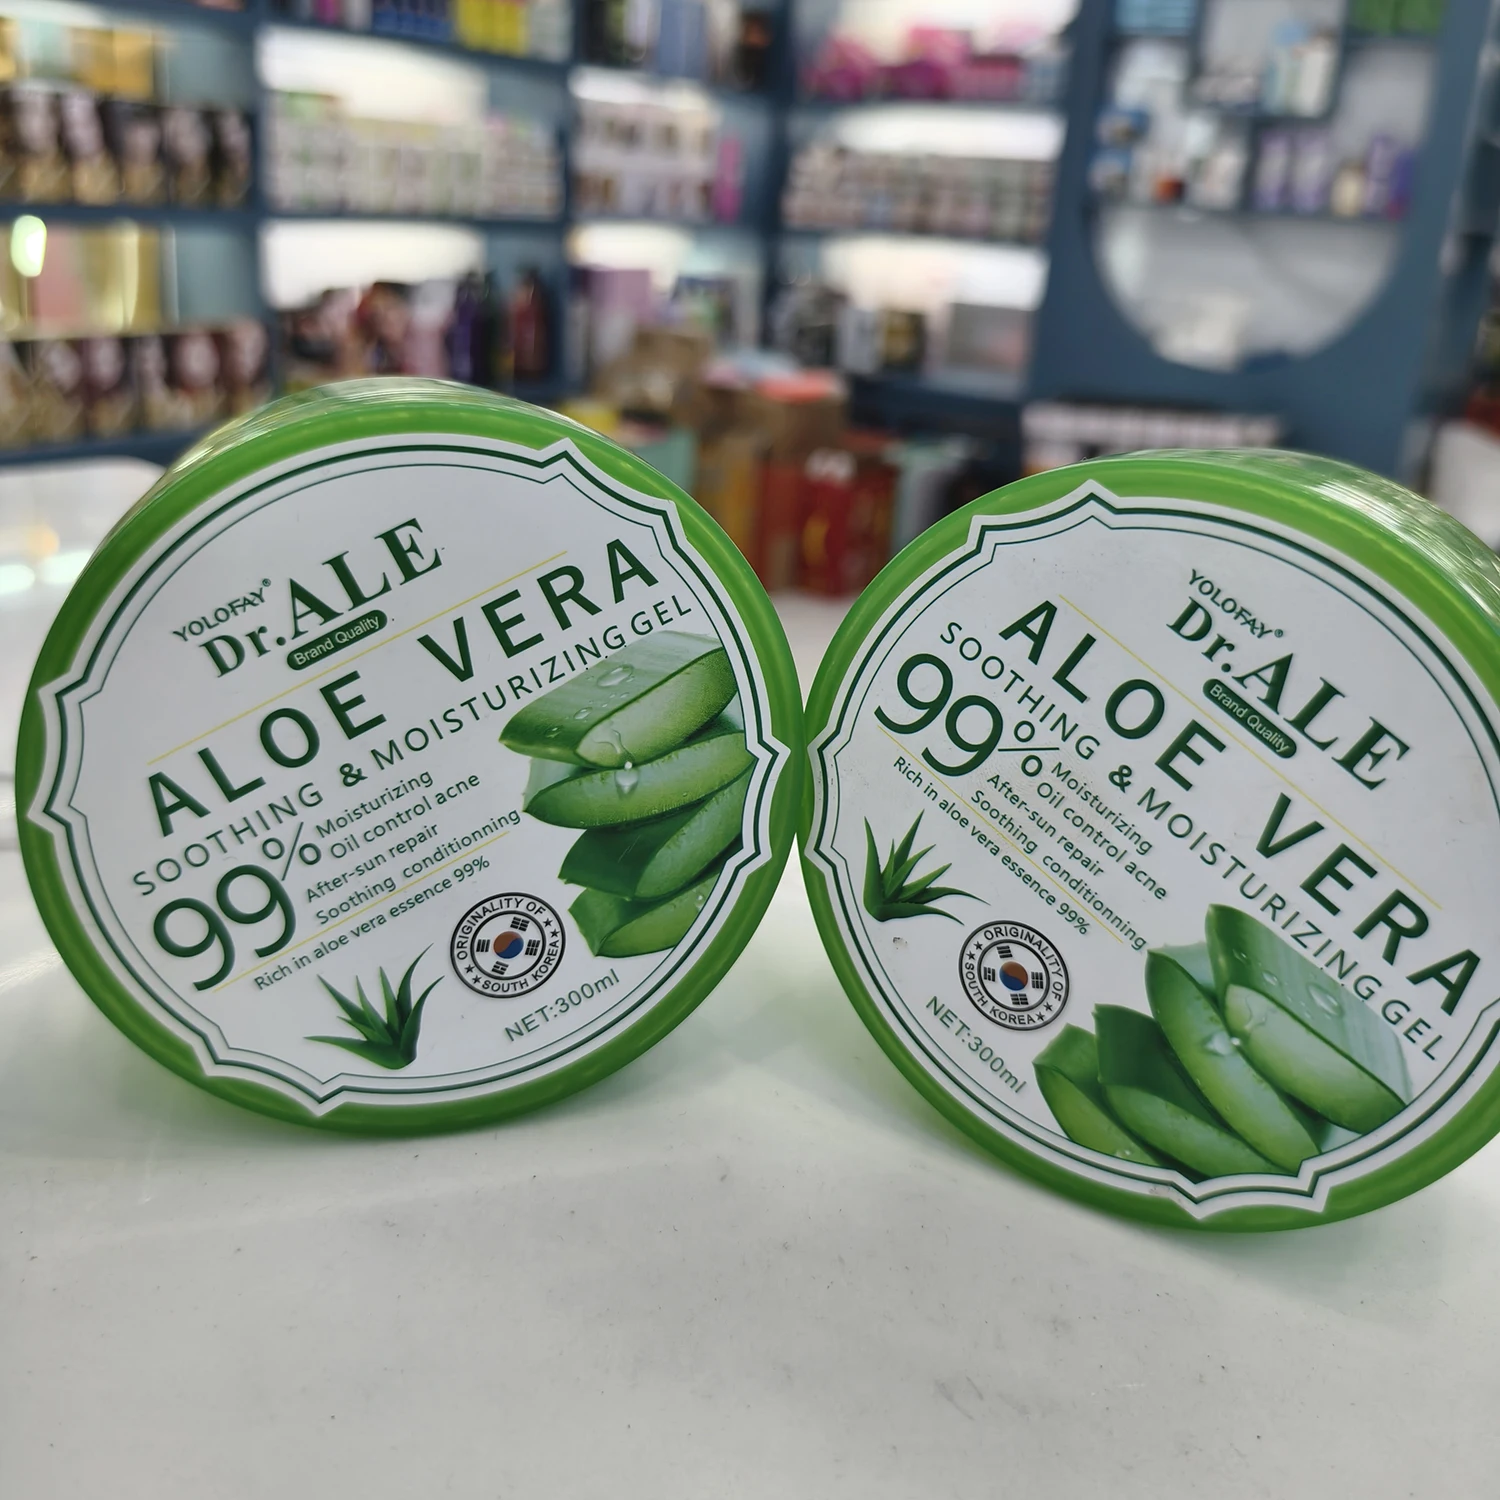 YOLOFAY®
Dr.ALE
Brand Quality
ALOE VERA
SOOTHING & MOISTURIZING GEL
99%
Moisturizing
Oil control acne
After-sun repair
Soothing conditionning
Rich in aloe vera essence 99%
ORIGINALITY OF
SOUTH KOREA
NET:300ml
YOLOFAY®
Dr.ALE
Brand Quality
ALOE VERA
SOOTHING & MOISTURIZING GEL
99%
Moisturizing
Oil control acne
After-sun repair
Soothing conditionning
Rich in aloe vera essence 99%
ORIGINALITY OF
SOUTH KOREA
NET:300ml